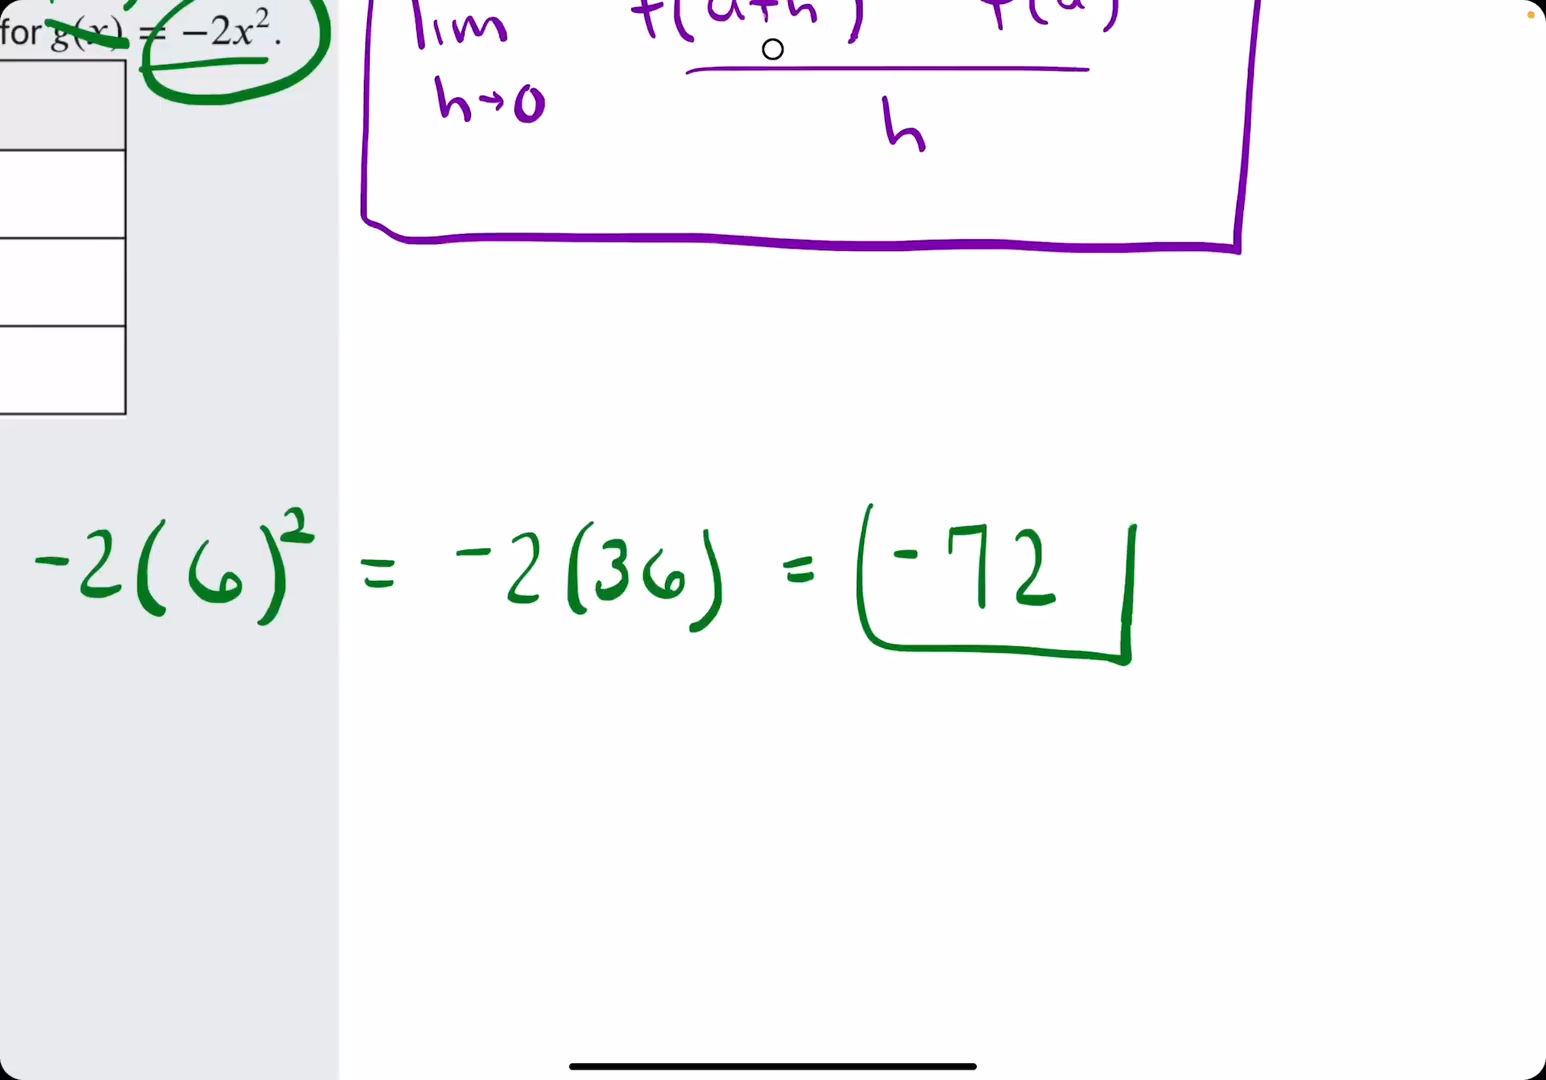 for g(x) = −2x².
lim f(a+h) f(a)
h→0 h
-2(6)² = -2(36) = -72